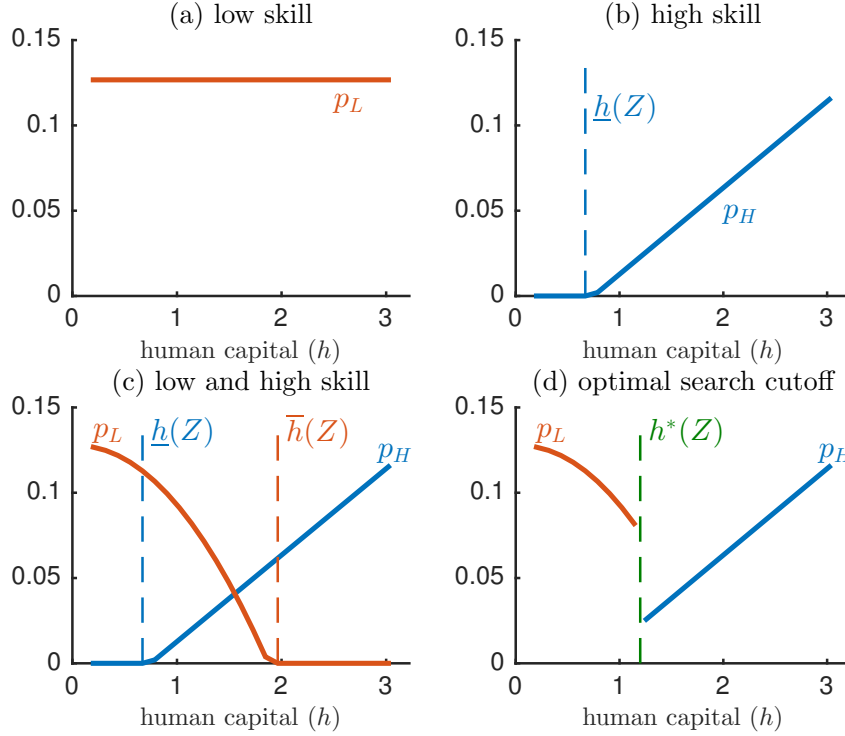 (a) low skill
0.15
0.1
0.05
0
p_L
0 1 2 3
human capital (h)
(b) high skill
0.15
0.1
0.05
0
h(Z)
p_H
0 1 2 3
human capital (h)
(c) low and high skill
0.15
0.1
0.05
0
p_L
h(Z)
h̅(Z)
p_H
0 1 2 3
human capital (h)
(d) optimal search cutoff
0.15
0.1
0.05
0
p_L
h*(Z)
p_H
0 1 2 3
human capital (h)